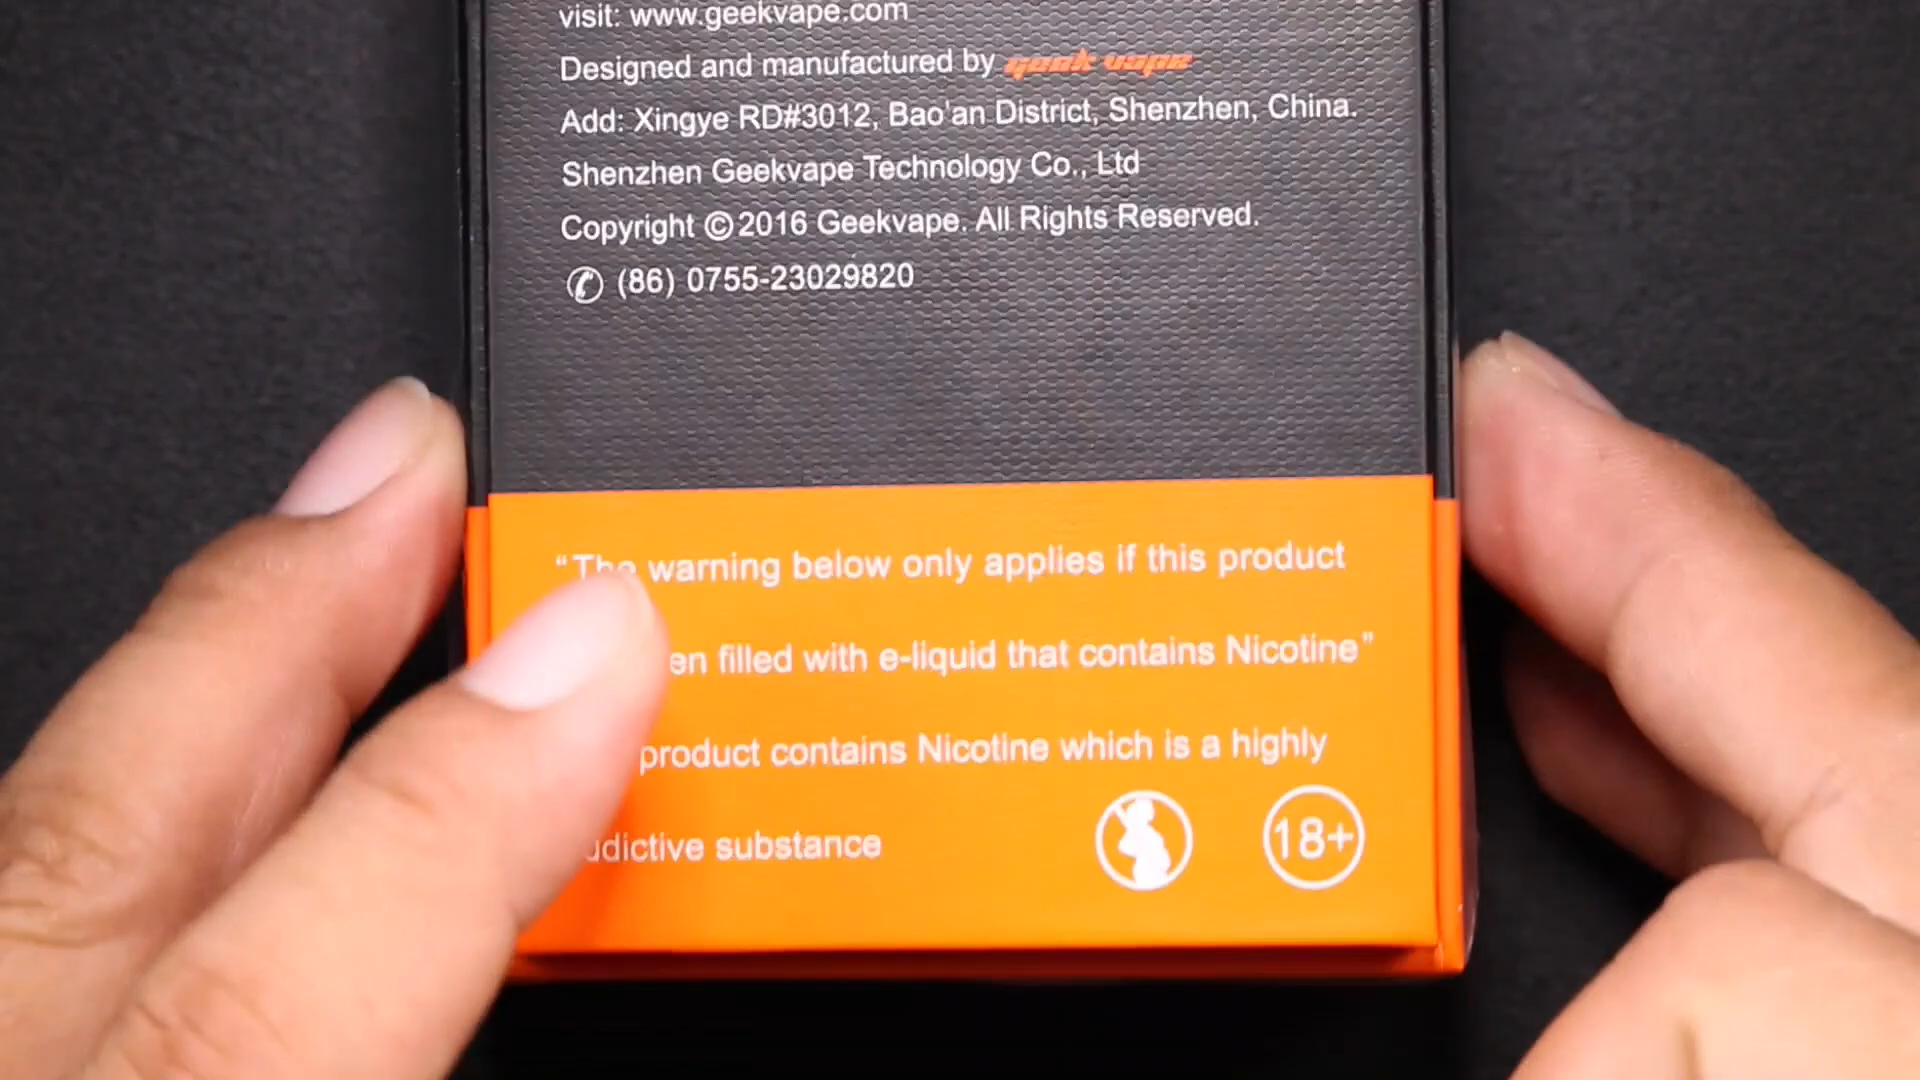 visit: www.geekvape.com
Designed and manufactured by geek vape
Add: Xingye RD#3012, Bao'an District, Shenzhen, China.
Shenzhen Geekvape Technology Co., Ltd
Copyright ©2016 Geekvape. All Rights Reserved.
✆ (86) 0755-23029820
“The warning below only applies if this product
filled with e-liquid that contains Nicotine”
product contains Nicotine which is a highly
substance
18+